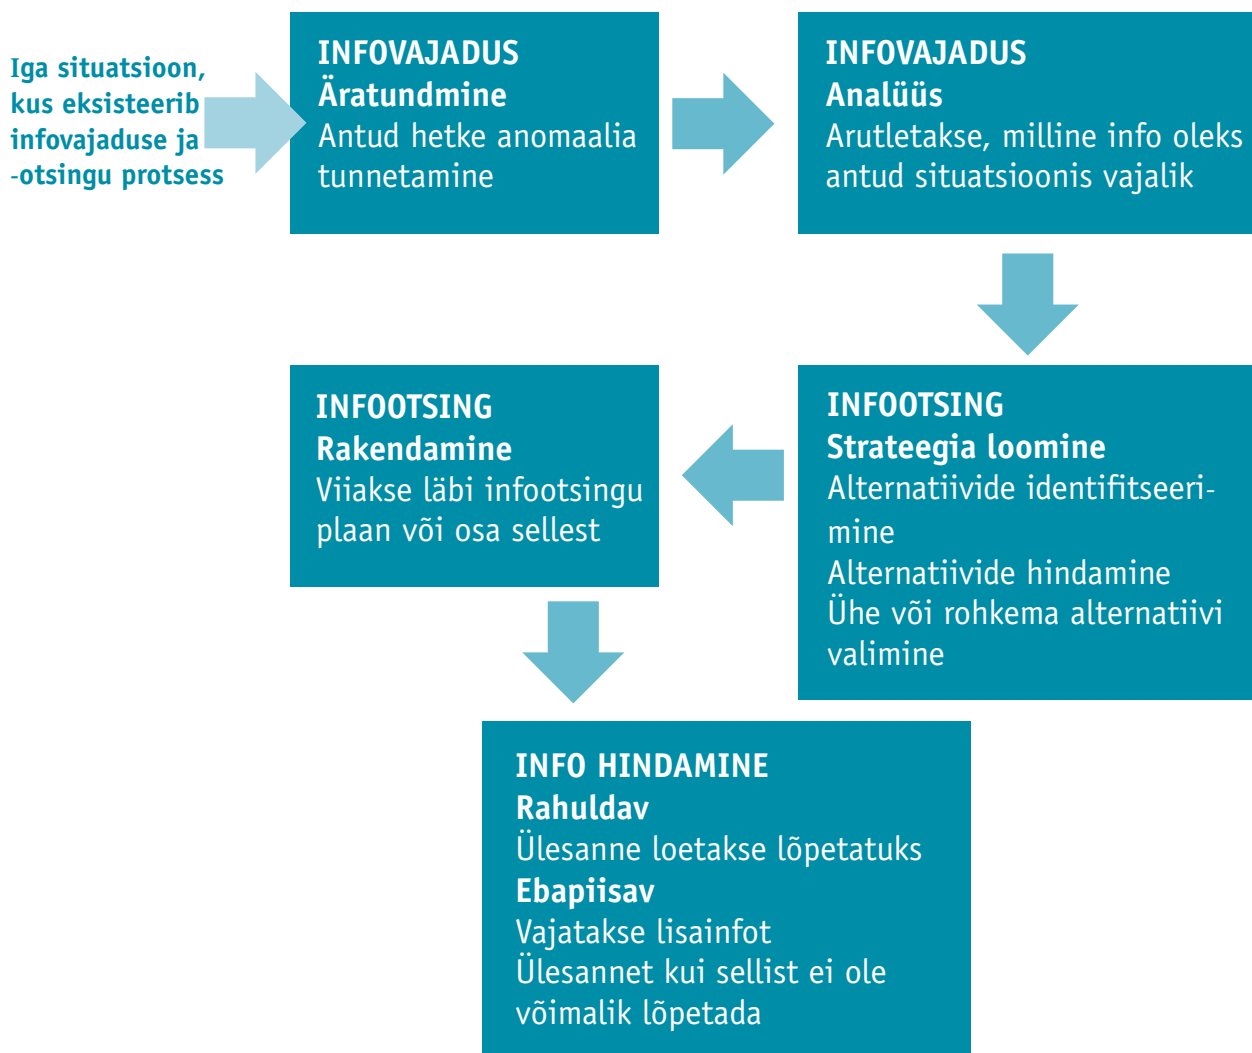 Iga situatsioon,
kus eksisteerib
infovajaduse ja
-otsingu protsess
INFOVAJADUS
Äratundmine
Antud hetke anomaalia
tunnetamine
INFOVAJADUS
Analüüs
Arutletakse, milline info oleks
antud situatsioonis vajalik
INFOOTSING
Strateegia loomine
Alternatiivide identifitseeri-
mine
Alternatiivide hindamine
Ühe või rohkema alternatiivi
valimine
INFOOTSING
Rakendamine
Viiakse läbi infootsingu
plaan või osa sellest
INFO HINDAMINE
Rahuldav
Ülesanne loetakse lõpetatuks
Ebapiisav
Vajatakse lisainfot
Ülesannet kui sellist ei ole
võimalik lõpetada